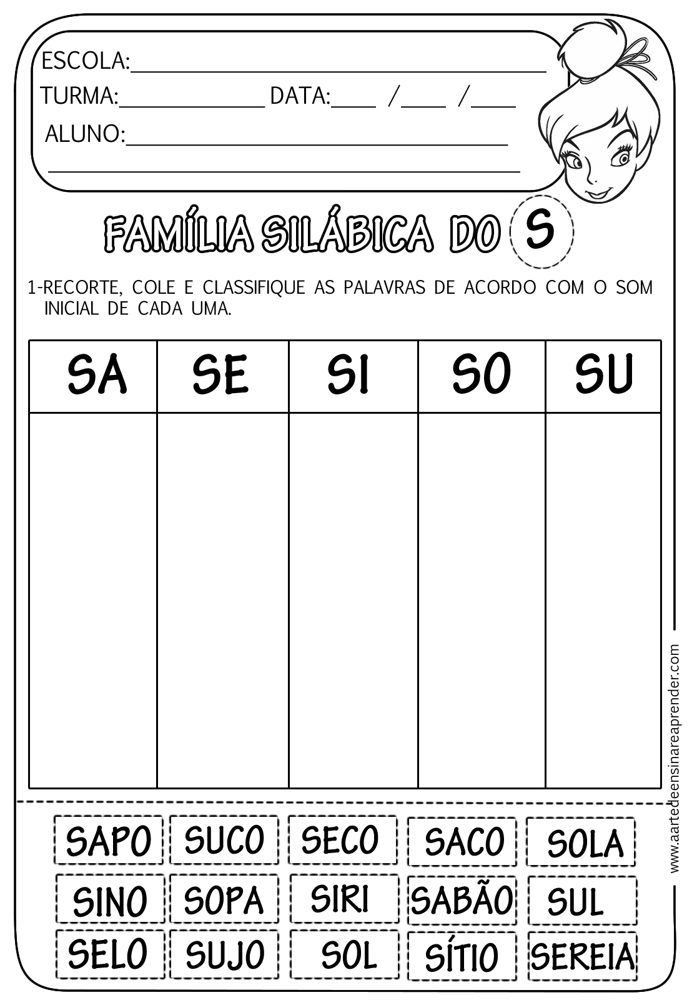 ESCOLA:
TURMA: DATA: / /
ALUNO:
FAMÍLIA SILÁBICA DO S
1-RECORTE, COLE E CLASSIFIQUE AS PALAVRAS DE ACORDO COM O SOM
INICIAL DE CADA UMA.
SA SE SI SO SU
SAPO SUCO SECO SACO SOLA
SINO SOPA SIRI SABÃO SUL
SELO SUJO SOL SÍTIO SEREIA
www.aartedeensinareaprender.com